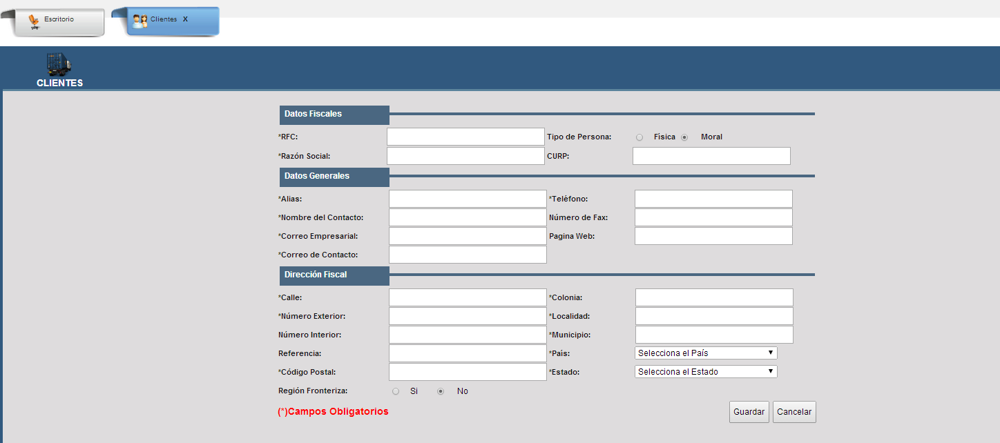 Escritorio
Clientes X
CLIENTES
Datos Fiscales
*RFC: Tipo de Persona: Física Moral
*Razón Social: CURP:
Datos Generales
*Alias: *Teléfono:
*Nombre del Contacto: Número de Fax:
*Correo Empresarial: Pagina Web:
*Correo de Contacto:
Dirección Fiscal
*Calle: *Colonia:
*Número Exterior: *Localidad:
Número Interior: *Municipio:
Referencia: *País: Selecciona el País
*Código Postal: *Estado: Selecciona el Estado
Región Fronteriza: Si No
(*)Campos Obligatorios Guardar Cancelar